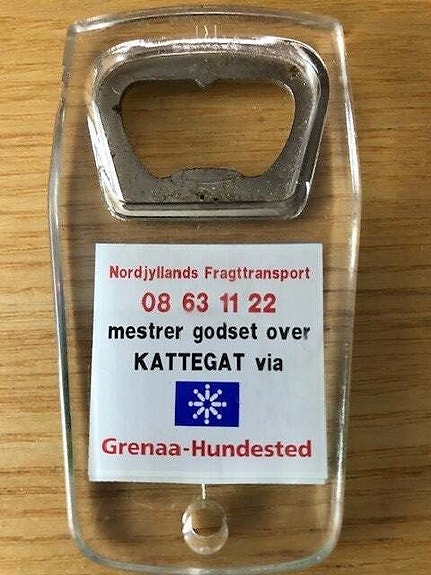 Nordjyllands Fragttransport
08 63 11 22
mestrer godset over
KATTEGAT via
Grenaa-Hundested